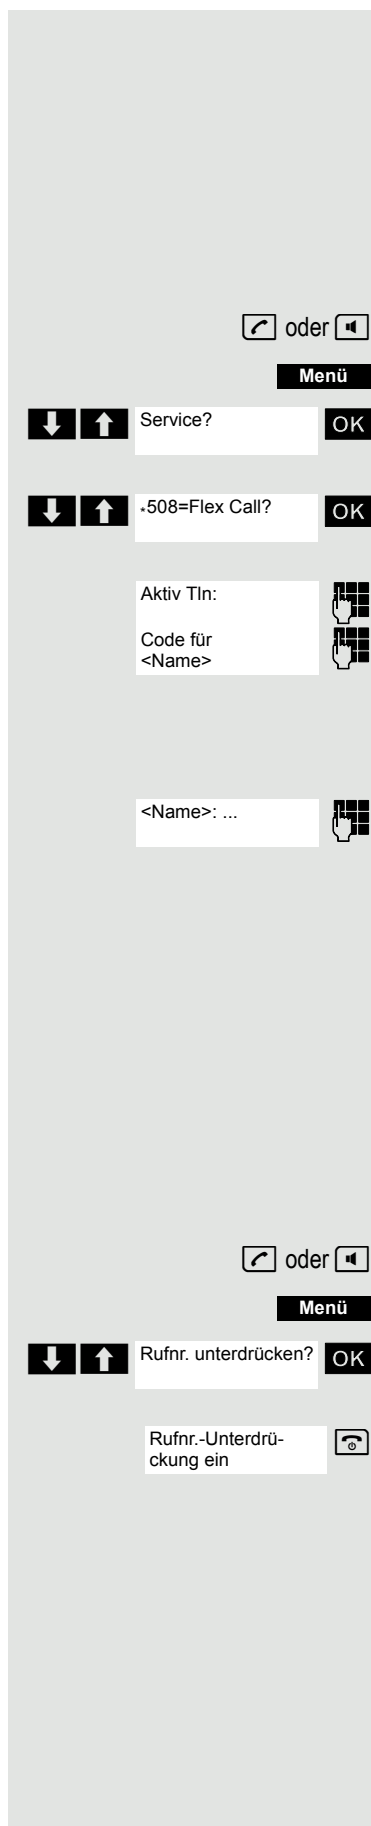 oder
Menü
Service? OK
*508=Flex Call? OK
Aktiv Tln:
Code für
<Name>
<Name>: ...
oder
Menü
Rufnr. unterdrücken? OK
Rufnr.-Unterdrü-
ckung ein